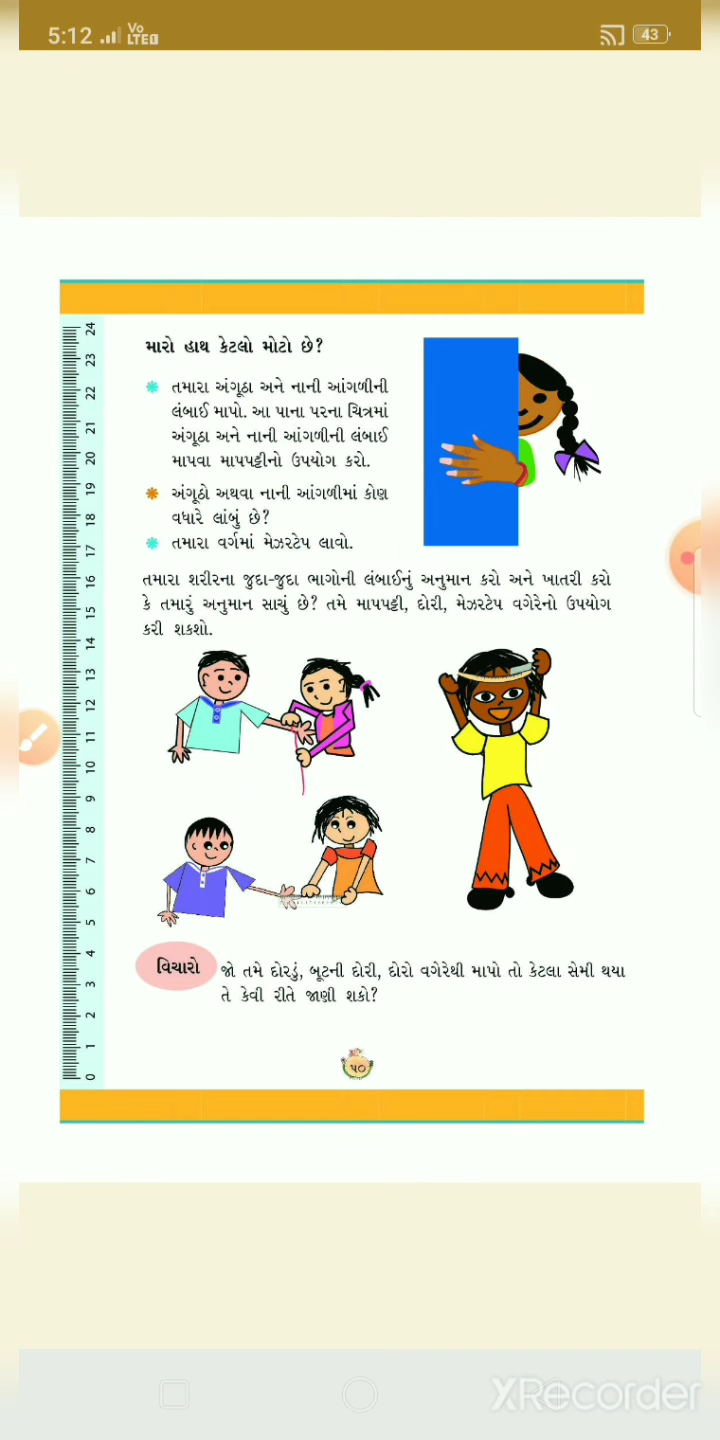 5:12
Vo
LTE
43
મારો હાથ કેટલો મોટો છે?
તમારા અંગૂઠા અને નાની આંગળીની
લંબાઈ માપો. આ પાના પરના ચિત્રમાં
અંગૂઠા અને નાની આંગળીની લંબાઈ
માપવા માપપટ્ટીનો ઉપયોગ કરો.
અંગૂઠો અથવા નાની આંગળીમાં કોણ
વધારે લાંબું છે?
તમારા વર્ગમાં મેઝરટેપ લાવો.
તમારા શરીરના જુદા-જુદા ભાગોની લંબાઈનું અનુમાન કરો અને ખાતરી કરો
કે તમારું અનુમાન સાચું છે? તમે માપપટ્ટી, દોરી, મેઝરટેપ વગેરેનો ઉપયોગ
કરી શકશો.
વિચારો
જો તમે દોરડું, બૂટની દોરી, દોરો વગેરેથી માપો તો કેટલા સેમી થયા
તે કેવી રીતે જાણી શકો?
૫૦
24
23
22
21
20
19
18
17
16
15
14
13
12
11
10
9
8
7
6
5
4
3
2
1
0
XRecorder